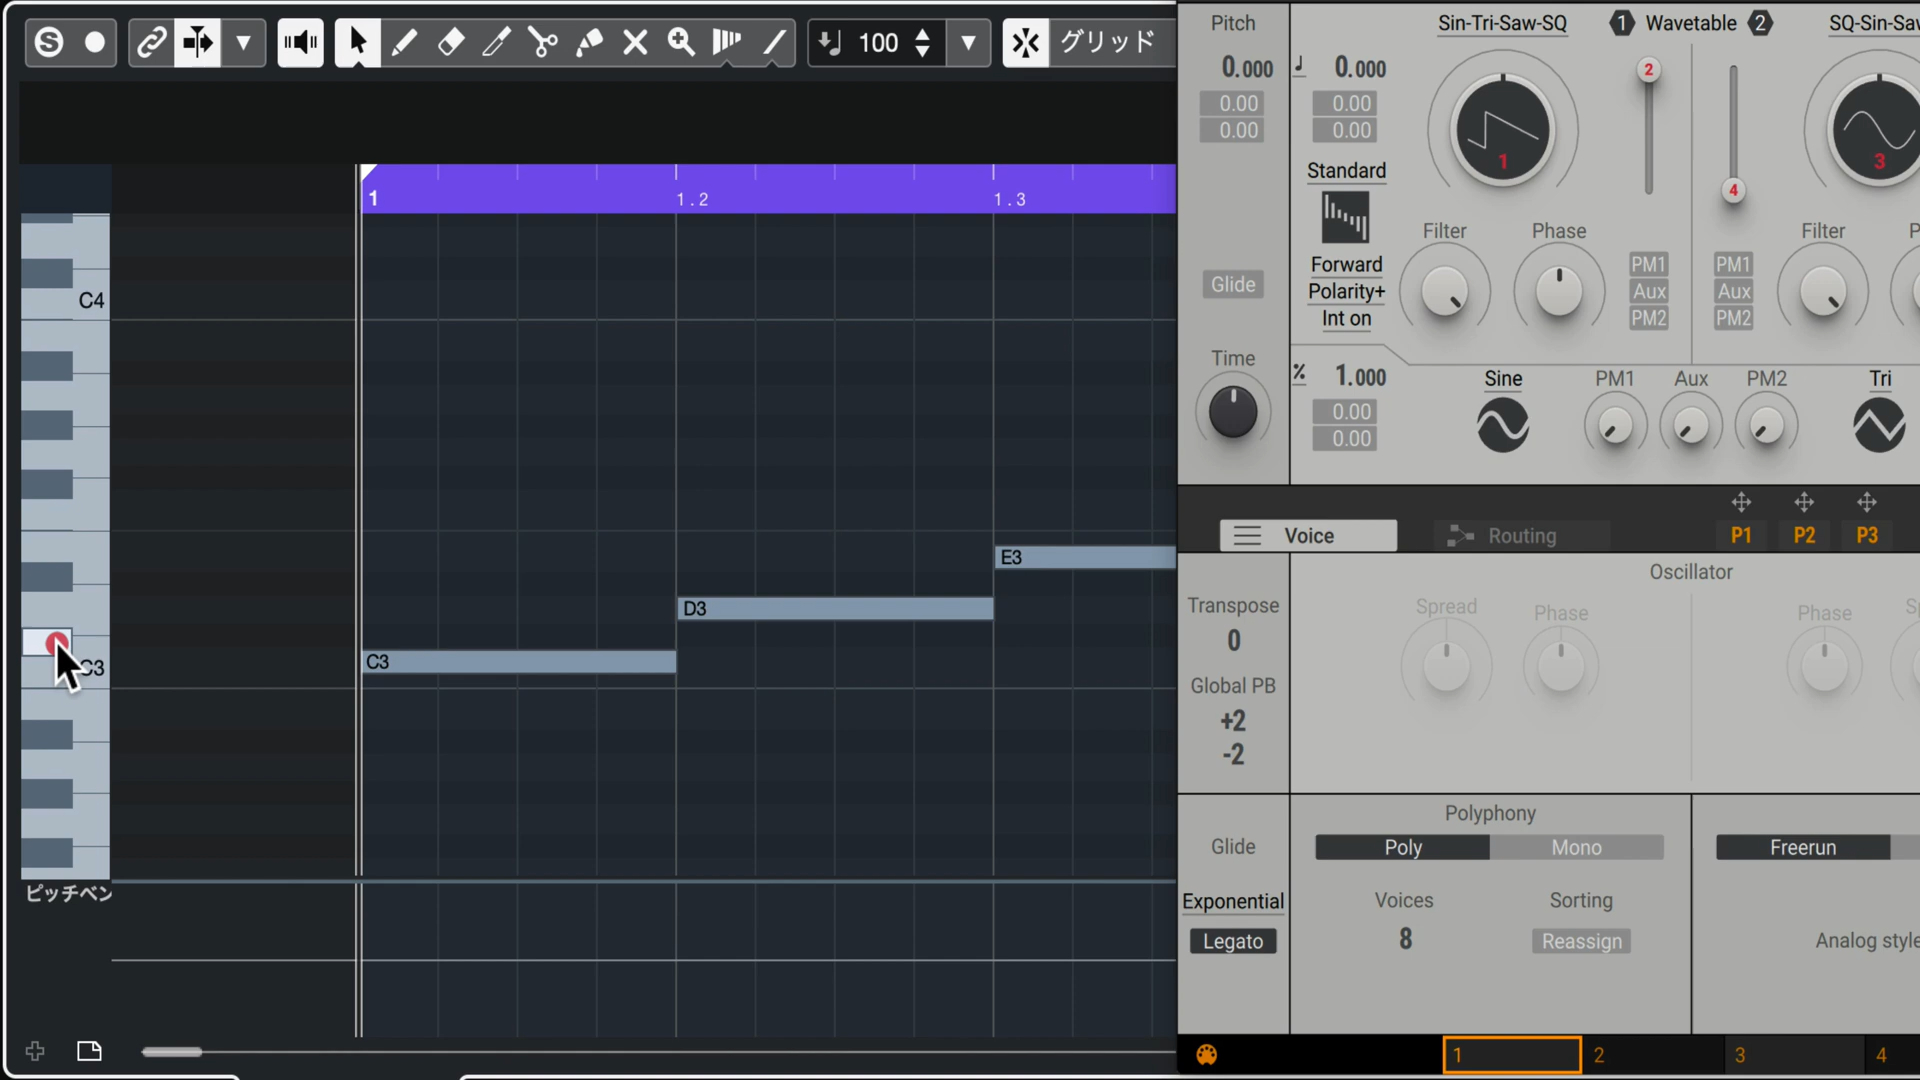 S
100
グリッド
1
1.2
1.3
C4
C3
C3
D3
E3
ピッチベン
Pitch
0.000
0.00
0.00
Glide
Time
0.000
0.00
0.00
Standard
Forward
Polarity+
Int on
%
1.000
0.00
0.00
Sin-Tri-Saw-SQ
1 Wavetable 2
SQ-Sin-Saw
1
2
3
4
Filter
Phase
PM1
Aux
PM2
PM1
Aux
PM2
Filter
P
Sine
PM1
Aux
PM2
Tri
Voice
Routing
P1
P2
P3
Transpose
0
Global PB
+2
-2
Oscillator
Spread
Phase
Phase
S
Glide
Exponential
Legato
Polyphony
Poly
Mono
Voices
8
Sorting
Reassign
Freerun
Analog style
1
2
3
4